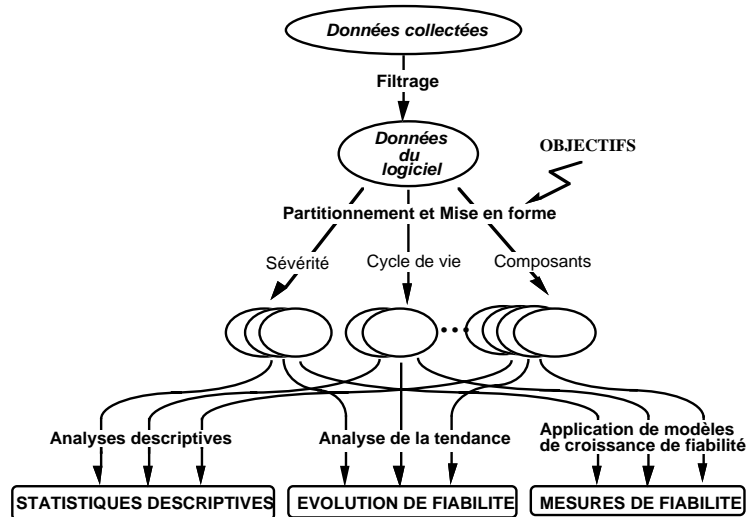 Données collectées
Filtrage
Données
du
logiciel
OBJECTIFS
Partitionnement et Mise en forme
Sévérité
Cycle de vie
Composants
Analyses descriptives
Analyse de la tendance
Application de modèles
de croissance de fiabilité
STATISTIQUES DESCRIPTIVES
EVOLUTION DE FIABILITE
MESURES DE FIABILITE